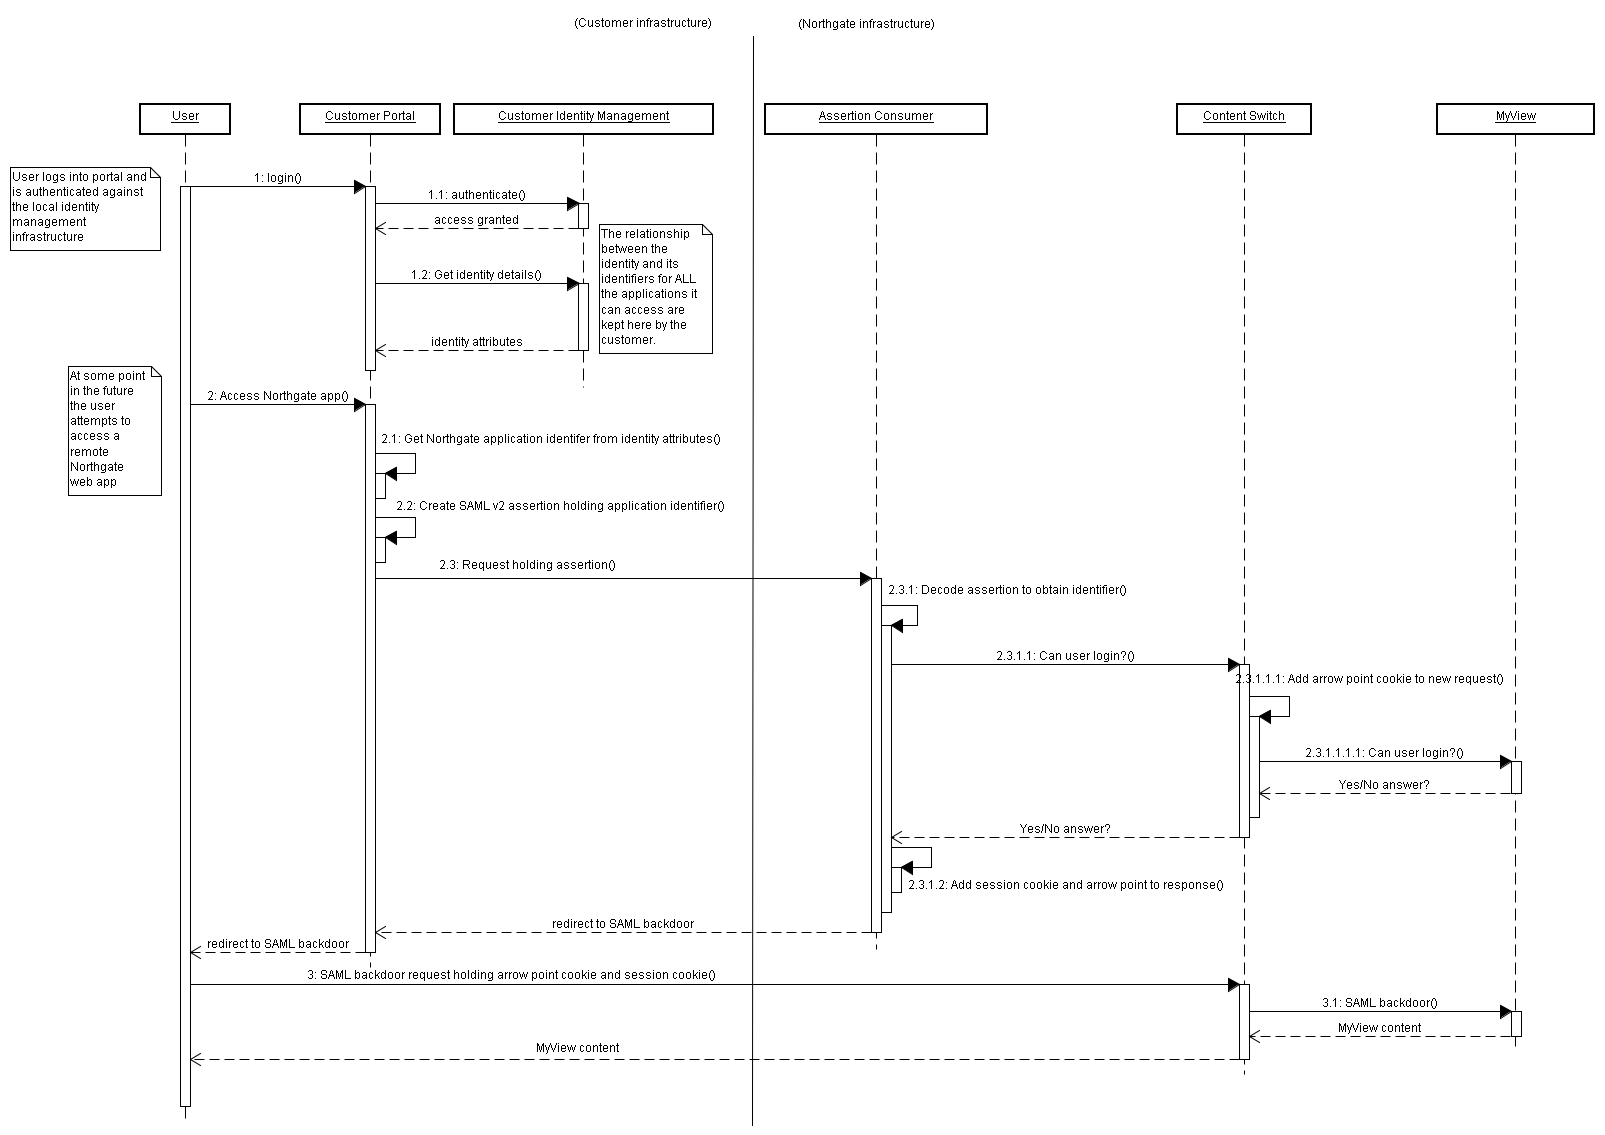 (Customer infrastructure)
(Northgate infrastructure)
User
Customer Portal
Customer Identity Management
Assertion Consumer
Content Switch
MyView
User logs into portal and
is authenticated against
the local identity
management
infrastructure
1: login()
1.1: authenticate()
access granted
The relationship
between the
identity and its
identifiers for ALL
the applications it
can access are
kept here by the
customer.
1.2: Get identity details()
identity attributes
At some point
in the future
the user
attempts to
access a
remote
Northgate
web app
2: Access Northgate app()
2.1: Get Northgate application identifer from identity attributes()
2.2: Create SAML v2 assertion holding application identifier()
2.3: Request holding assertion()
2.3.1: Decode assertion to obtain identifier()
2.3.1.1: Can user login?()
2.3.1.1.1: Add arrow point cookie to new request()
2.3.1.1.1.1: Can user login?()
Yes/No answer?
Yes/No answer?
2.3.1.2: Add session cookie and arrow point to response()
redirect to SAML backdoor
redirect to SAML backdoor
3: SAML backdoor request holding arrow point cookie and session cookie()
3.1: SAML backdoor()
MyView content
MyView content